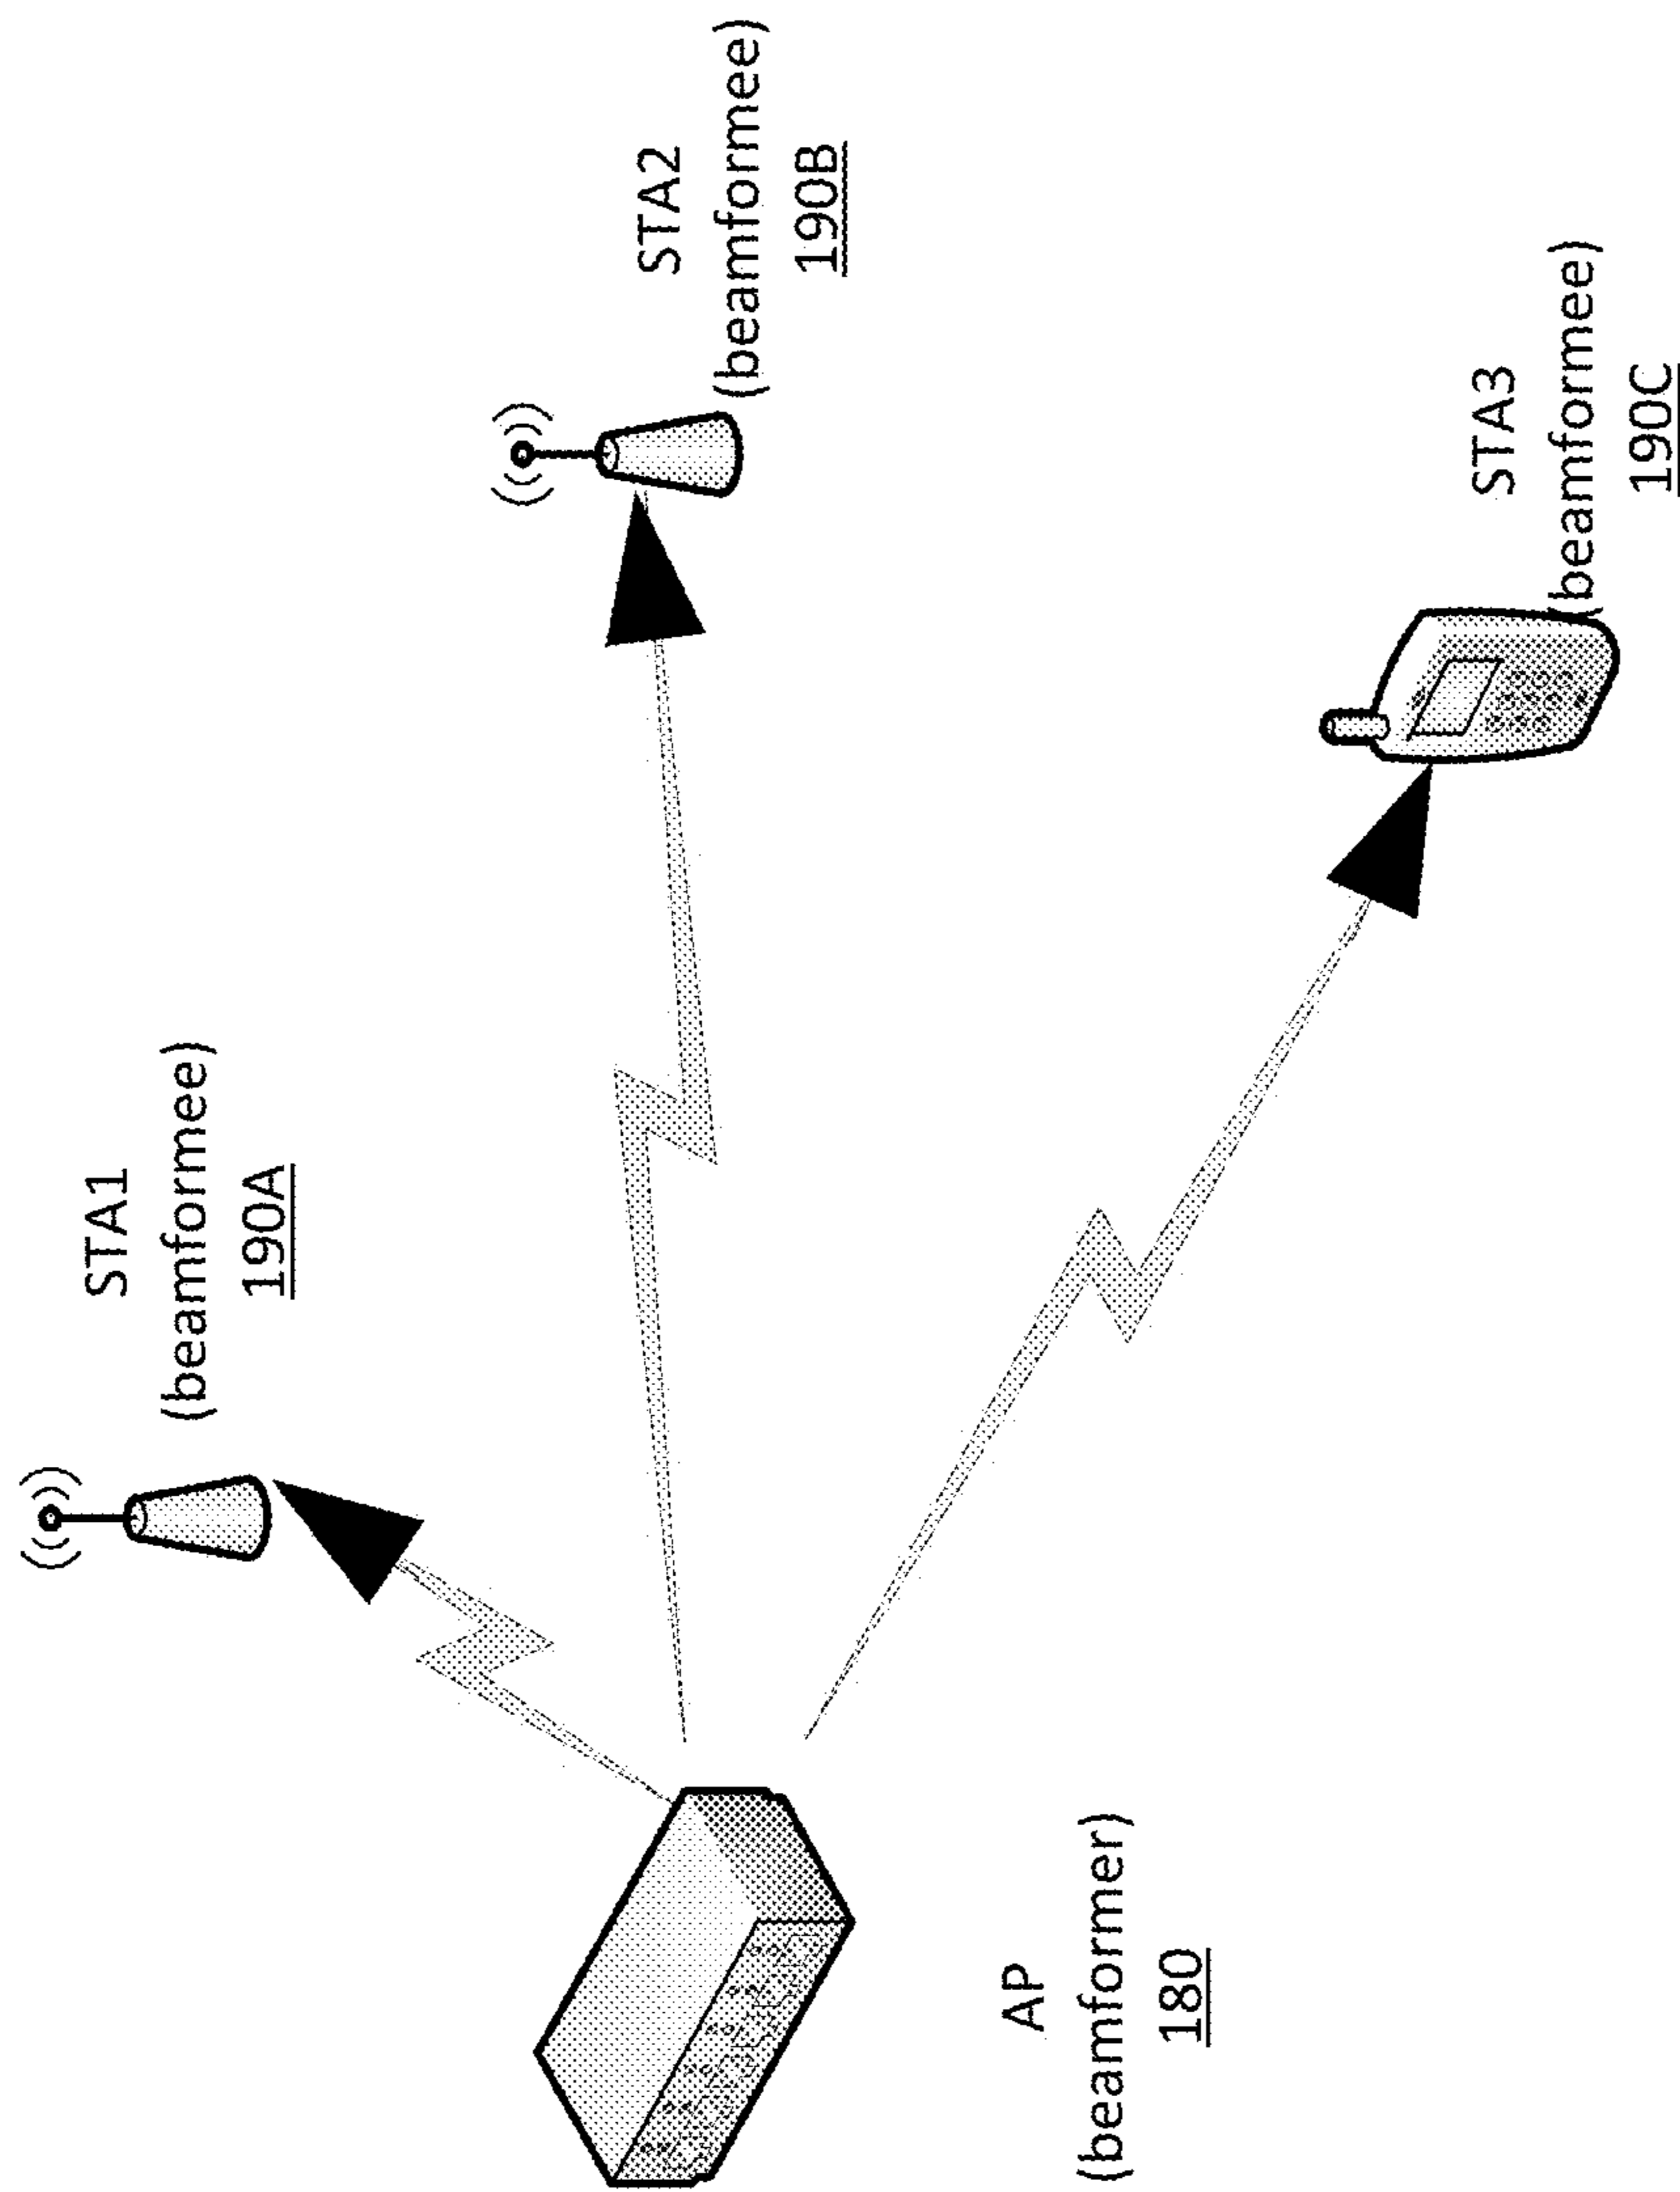 STA1
(beamformee)
190A
STA2
(beamformee)
190B
STA3
(beamformee)
190C
AP
(beamformer)
180